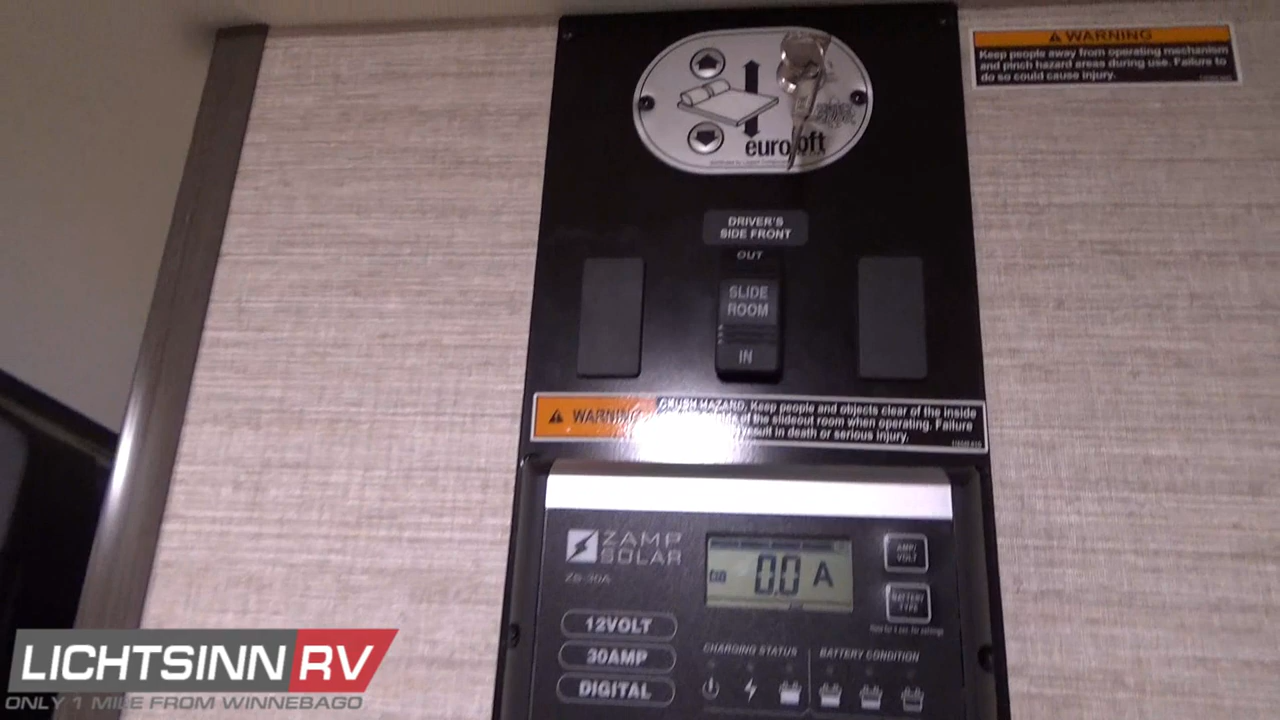 ⚠ WARNING
Keep people away from operating mechanism
and pinch hazard areas during use. Failure to
do so could cause injury.
euro loft
DRIVER'S
SIDE FRONT
OUT
SLIDE
ROOM
IN
⚠ WARNING
CRUSH HAZARD. Keep people and objects clear of the inside
of the slideout room when operating. Failure
result in death or serious injury.
ZAMP
SOLAR
ZS-30A
0.0 A
AMP/
VOLT
BATTERY
TYPE
12VOLT
30AMP
DIGITAL
CHARGING STATUS
BATTERY CONDITION
LICHTSINN RV
ONLY 1 MILE FROM WINNEBAGO